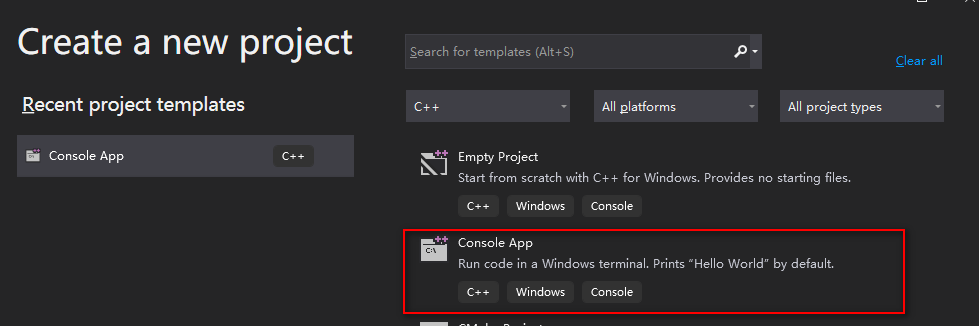 Create a new project
Search for templates (Alt+S)
Clear all
Recent project templates
C++
All platforms
All project types
Console App
C++
Empty Project
Start from scratch with C++ for Windows. Provides no starting files.
C++
Windows
Console
Console App
Run code in a Windows terminal. Prints “Hello World” by default.
C++
Windows
Console